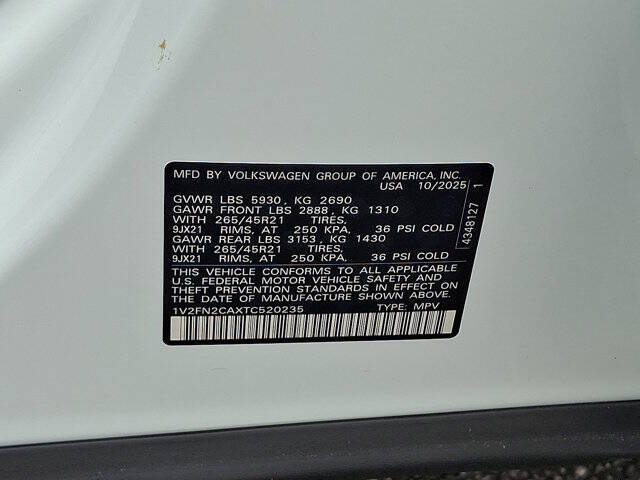 MFD BY VOLKSWAGEN GROUP OF AMERICA, INC.
USA 10/2025
GVWR LBS 5930, KG 2690
GAWR FRONT LBS 2888, KG 1310
WITH 265/45R21 TIRES,
9JX21 RIMS, AT 250 KPA. 36 PSI COLD
GAWR REAR LBS 3153, KG 1430
WITH 265/45R21 TIRES,
9JX21 RIMS, AT 250 KPA. 36 PSI COLD
THIS VEHICLE CONFORMS TO ALL APPLICABLE
U.S. FEDERAL MOTOR VEHICLE SAFETY AND
THEFT PREVENTION STANDARDS IN EFFECT ON
THE DATE OF MANUFACTURE SHOWN ABOVE.
1V2FN2CAXTC520235 TYPE: MPV
4348127 1